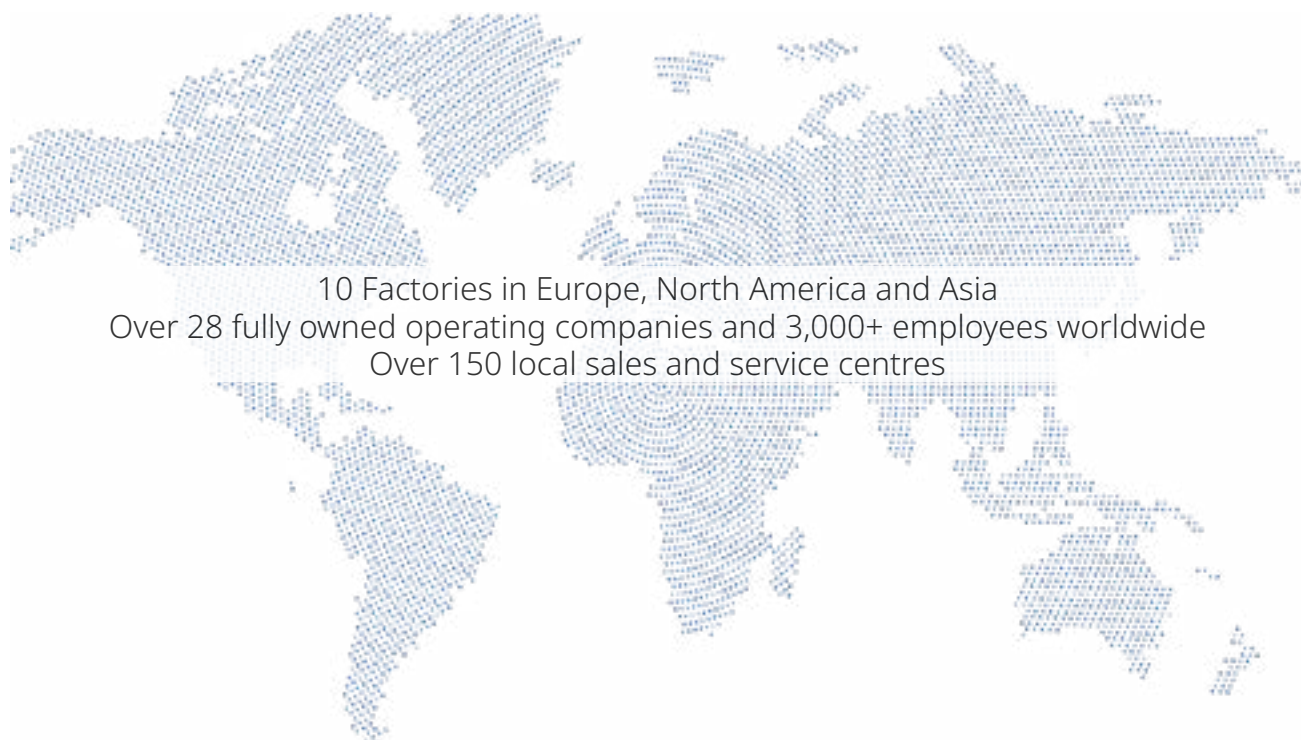 10 Factories in Europe, North America and Asia
Over 28 fully owned operating companies and 3,000+ employees worldwide
Over 150 local sales and service centres